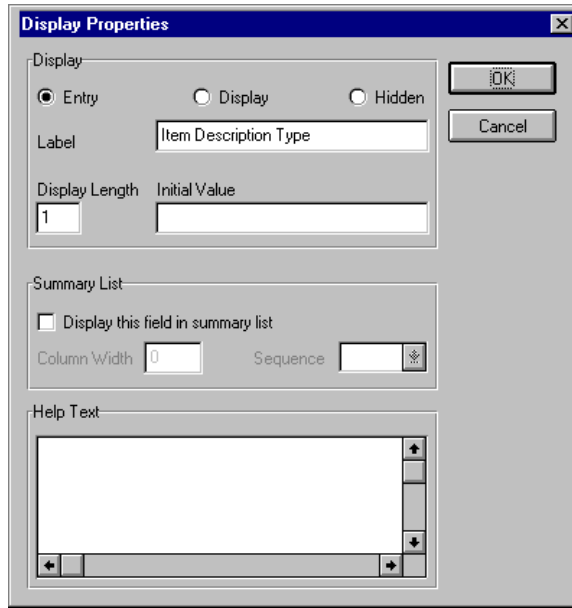 Display Properties
Display
Entry Display Hidden
OK
Label Item Description Type
Cancel
Display Length Initial Value
1
Summary List
Display this field in summary list
Column Width 0 Sequence
Help Text